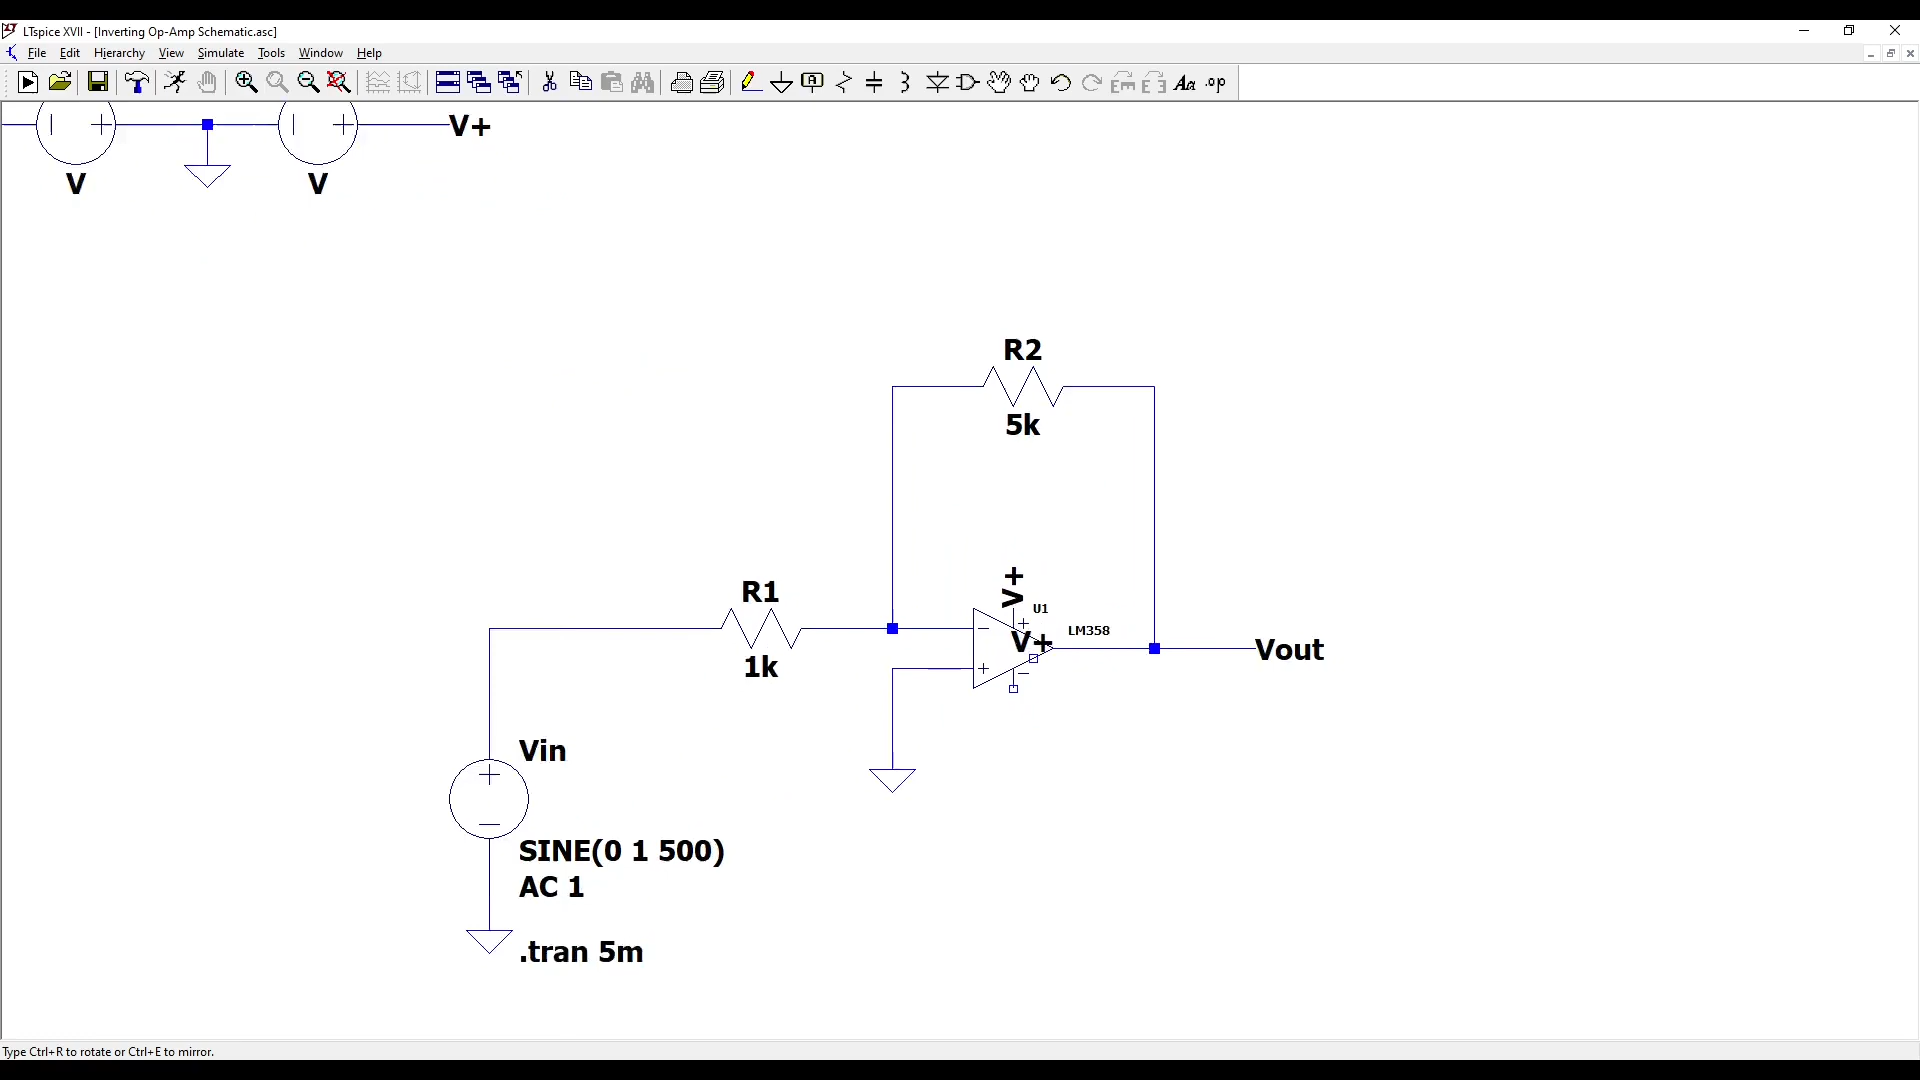 LTspice XVII - [Inverting Op-Amp Schematic.asc]
File Edit Hierarchy View Simulate Tools Window Help
A Aa .op
V+
V V
R2
5k
V+
R1
U1
LM358
V+
Vout
1k
Vin
SINE(0 1 500)
AC 1
.tran 5m
Type Ctrl+R to rotate or Ctrl+E to mirror.